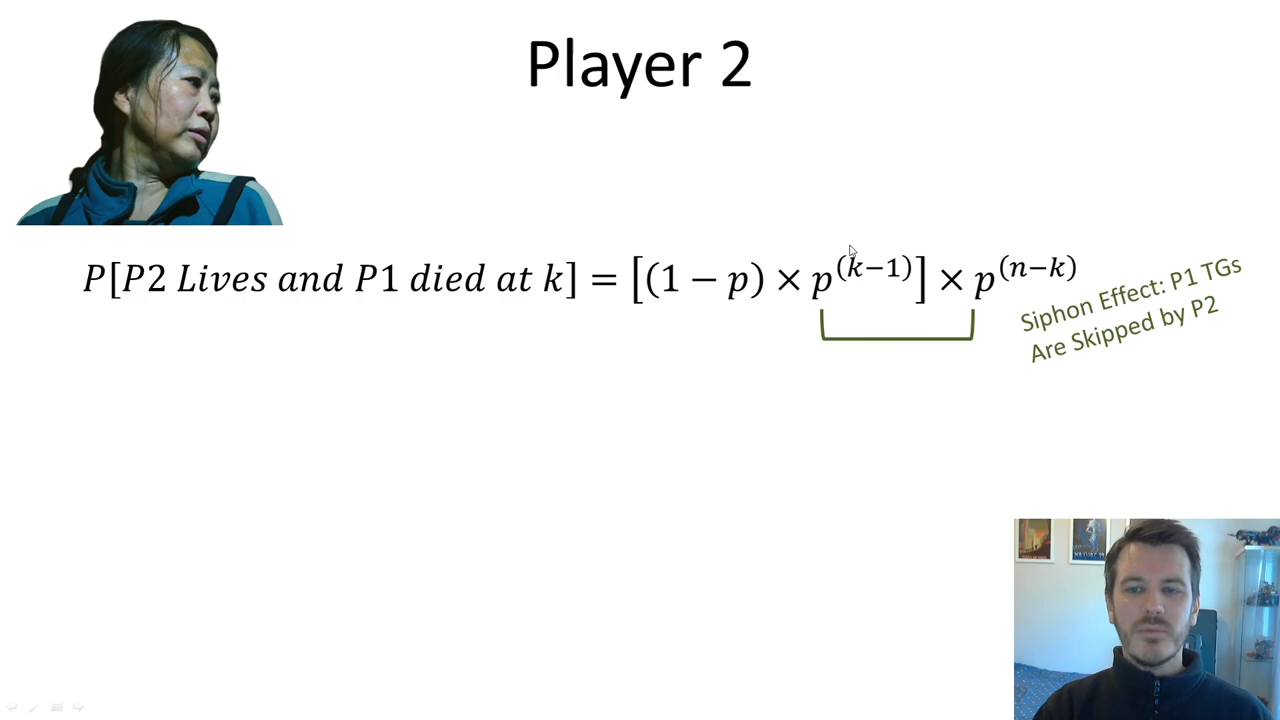 Player 2
P[P2 Lives and P1 died at k] = [(1 − p) × p^(k−1)] × p^(n−k)
Siphon Effect: P1 TGs
Are Skipped by P2